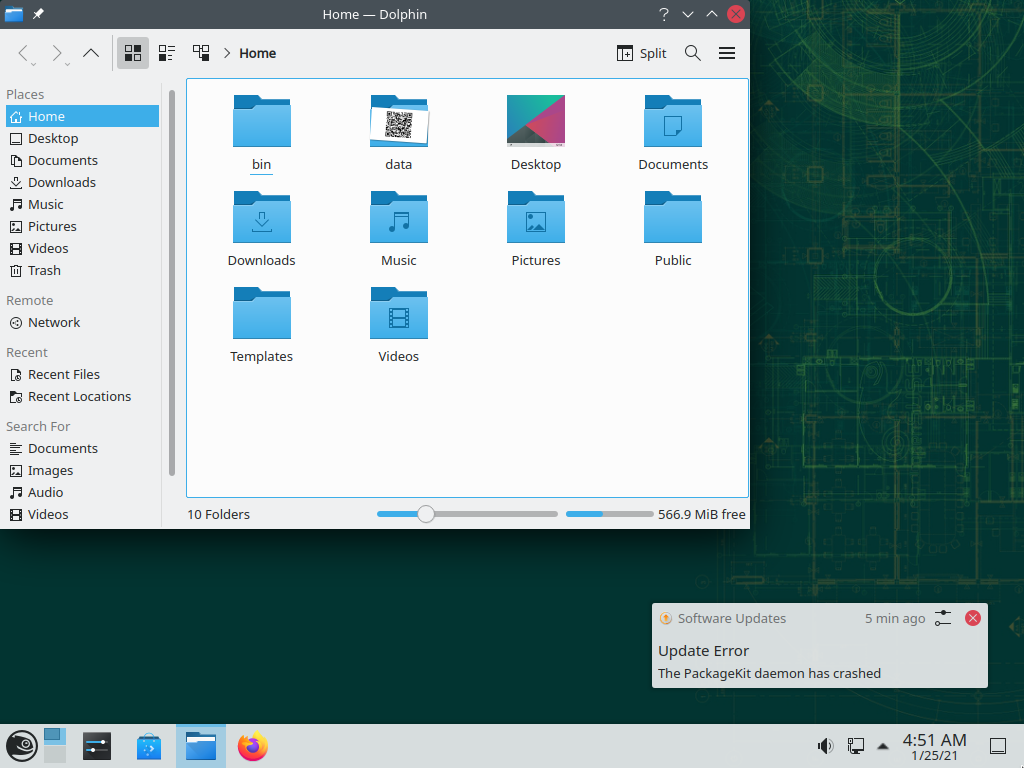 Home — Dolphin
Home
Split
Places
Home
Desktop
Documents
Downloads
Music
Pictures
Videos
Trash
Remote
Network
Recent
Recent Files
Recent Locations
Search For
Documents
Images
Audio
Videos
bin
data
Desktop
Documents
Downloads
Music
Pictures
Public
Templates
Videos
10 Folders
566.9 MiB free
Software Updates
5 min ago
Update Error
The PackageKit daemon has crashed
4:51 AM
1/25/21